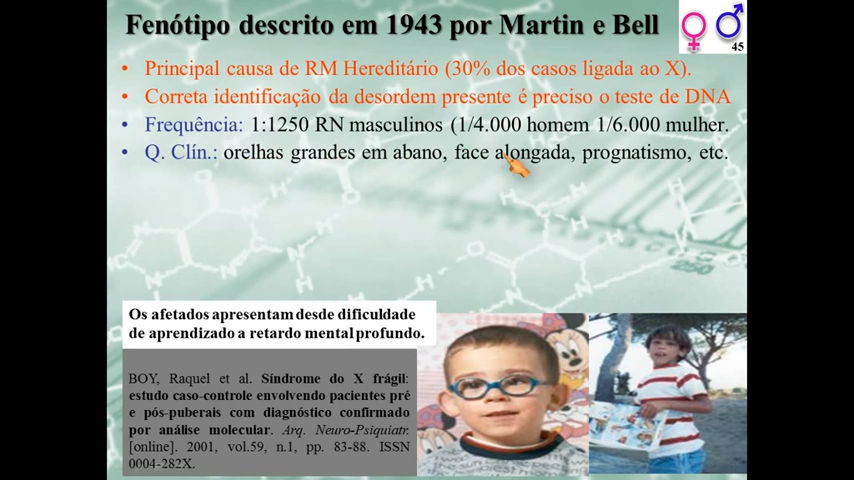 Fenótipo descrito em 1943 por Martin e Bell
45
• Principal causa de RM Hereditário (30% dos casos ligada ao X).
• Correta identificação da desordem presente é preciso o teste de DNA
• Frequência: 1:1250 RN masculinos (1/4.000 homem 1/6.000 mulher.
• Q. Clín.: orelhas grandes em abano, face alongada, prognatismo, etc.
250
Os afetados apresentam desde dificuldade
de aprendizado a retardo mental profundo.
BOY, Raquel et al. Síndrome do X frágil:
estudo caso-controle envolvendo pacientes pré
e pós-puberais com diagnóstico confirmado
por análise molecular. Arq. Neuro-Psiquiatr.
[online]. 2001, vol.59, n.1, pp. 83-88. ISSN
0004-282X.